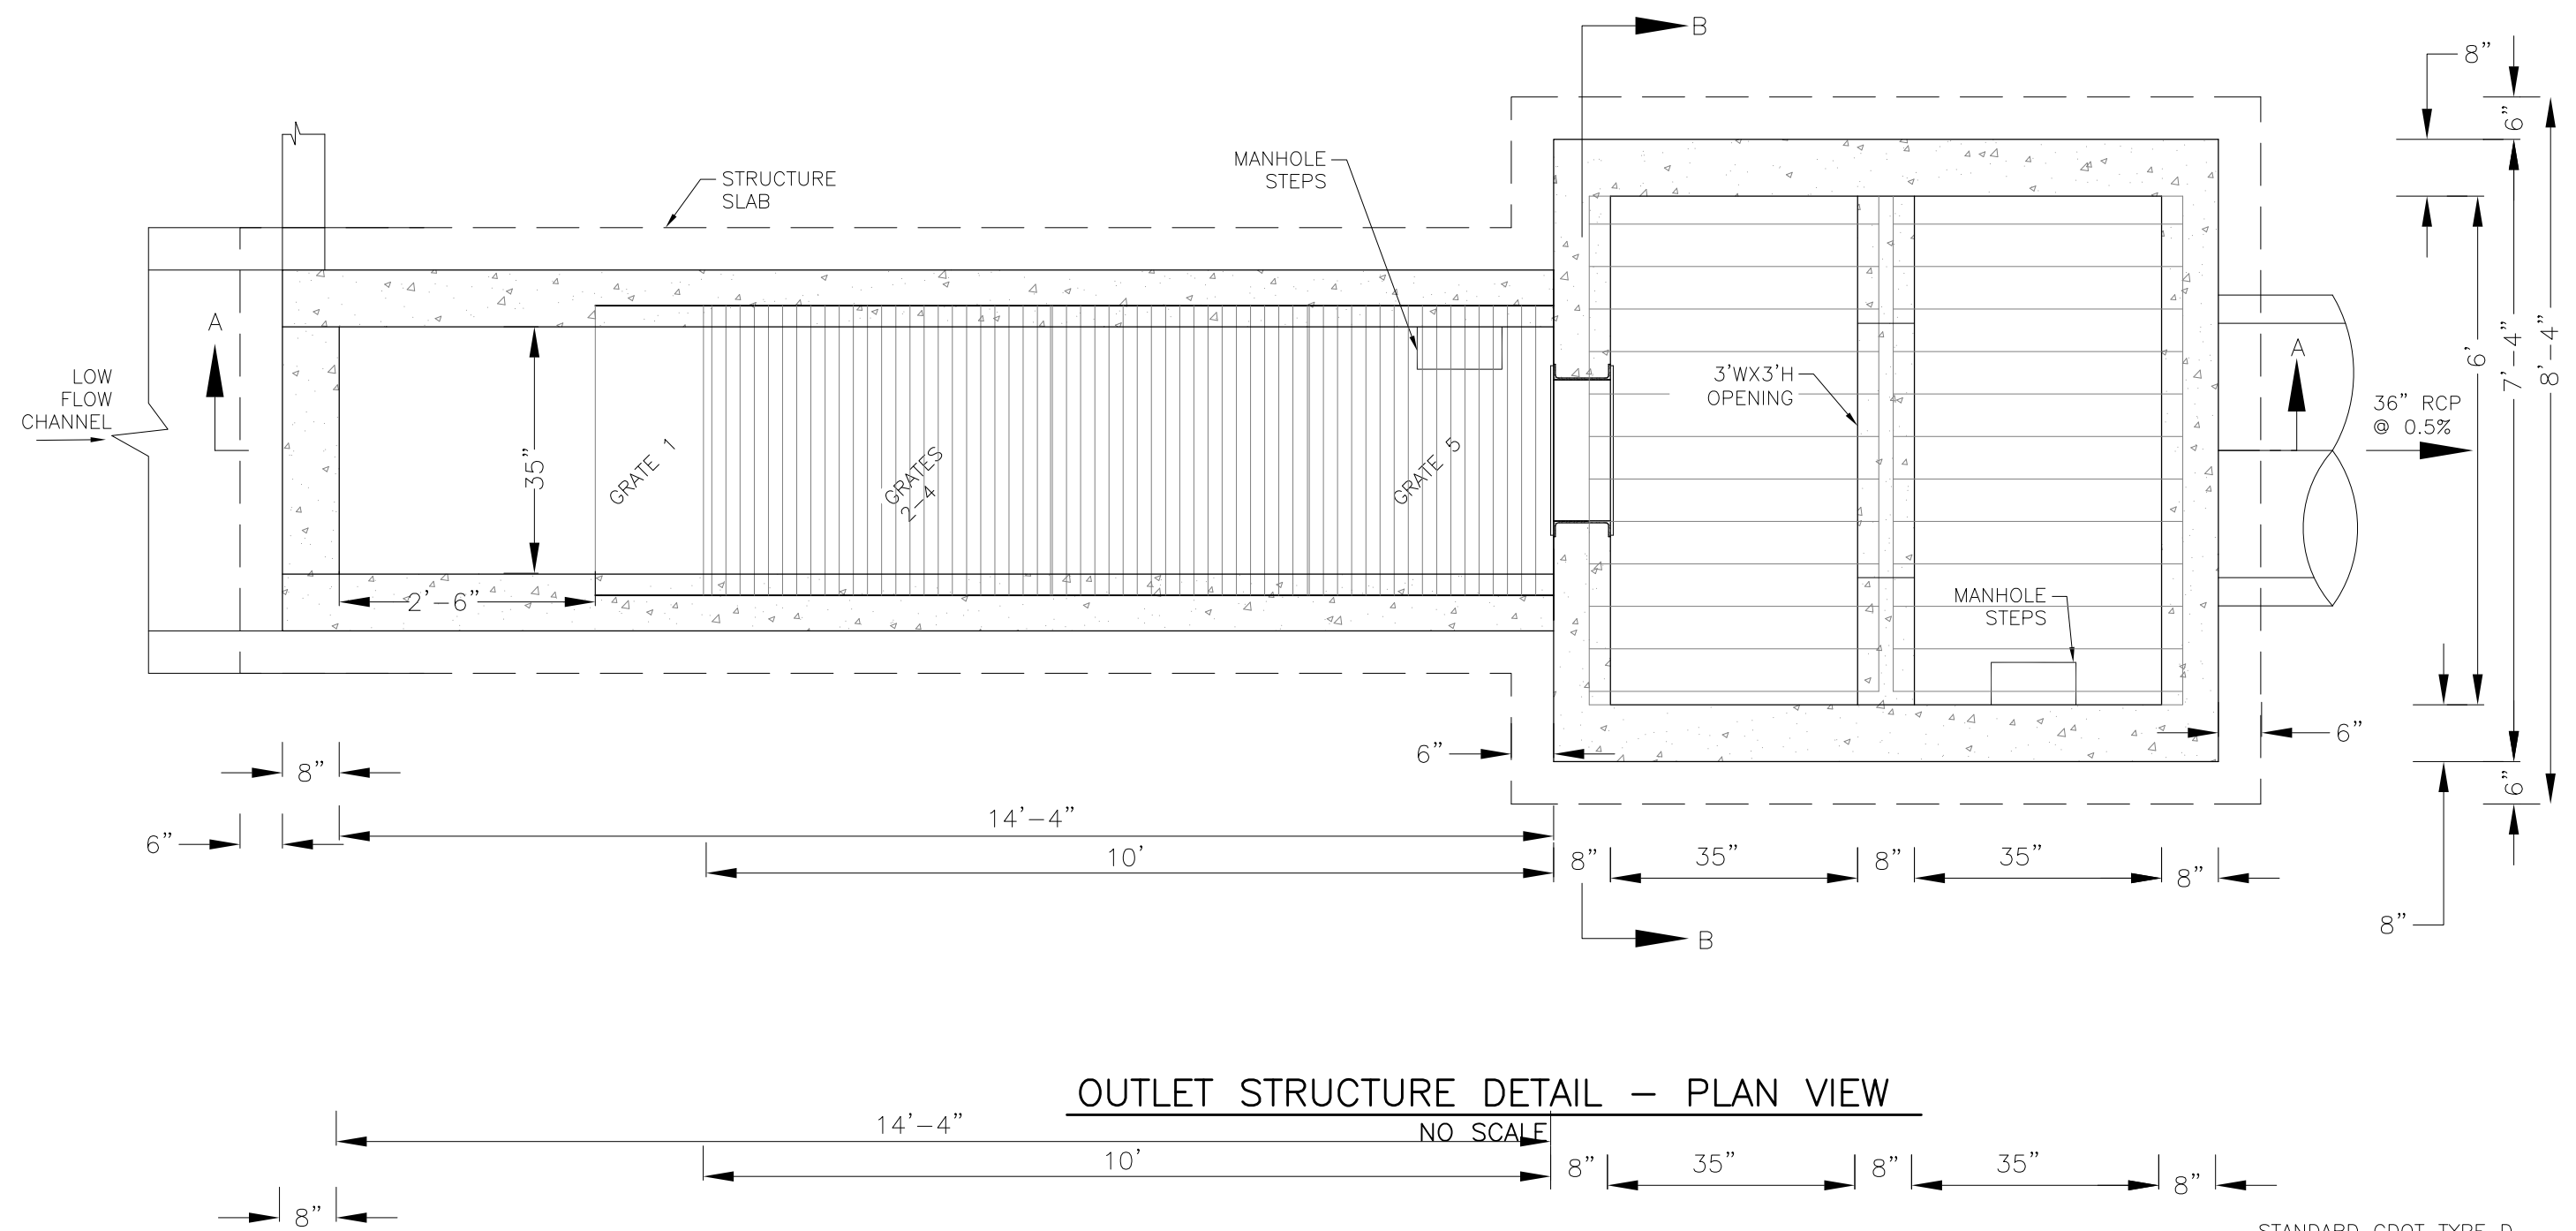 B
8"
6"
STRUCTURE
SLAB
MANHOLE
STEPS
A
LOW
FLOW
CHANNEL
35"
GRATE 1
GRATES
2-4
GRATE 5
3'WX3'H
OPENING
A
6'
7'-4"
8'-4"
36" RCP
@ 0.5%
2'-6"
MANHOLE
STEPS
6"
6"
6"
8"
14'-4"
6"
10'
8"
35"
8"
35"
8"
8"
B
OUTLET STRUCTURE DETAIL – PLAN VIEW
NO SCALE
14'-4"
10'
8"
35"
8"
35"
8"
8"
STANDARD CDOT TYPE D